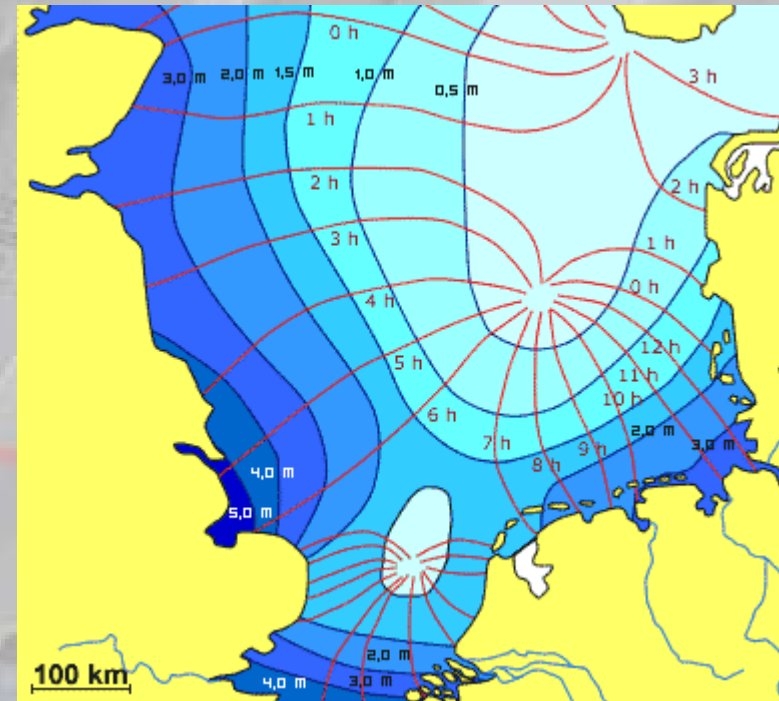 0 h
3,0 m 2,0 m 1,5 m 1,0 m 0,5 m 3 h
1 h
2 h 2 h
3 h 1 h
4 h 0 h
5 h 12 h
11 h
6 h 10 h
7 h 9 h 2,0 m 3,0 m
8 h
4,0 m
5,0 m
2,0 m
100 km 4,0 m 3,0 m